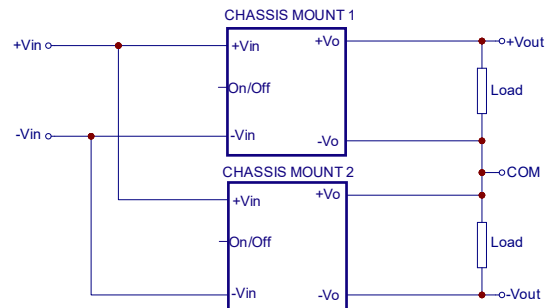 CHASSIS MOUNT 1
+Vin
+Vin
+Vo
+Vout
On/Off
Load
-Vin
-Vin
-Vo
CHASSIS MOUNT 2
COM
+Vin
+Vo
On/Off
Load
-Vin
-Vo
-Vout